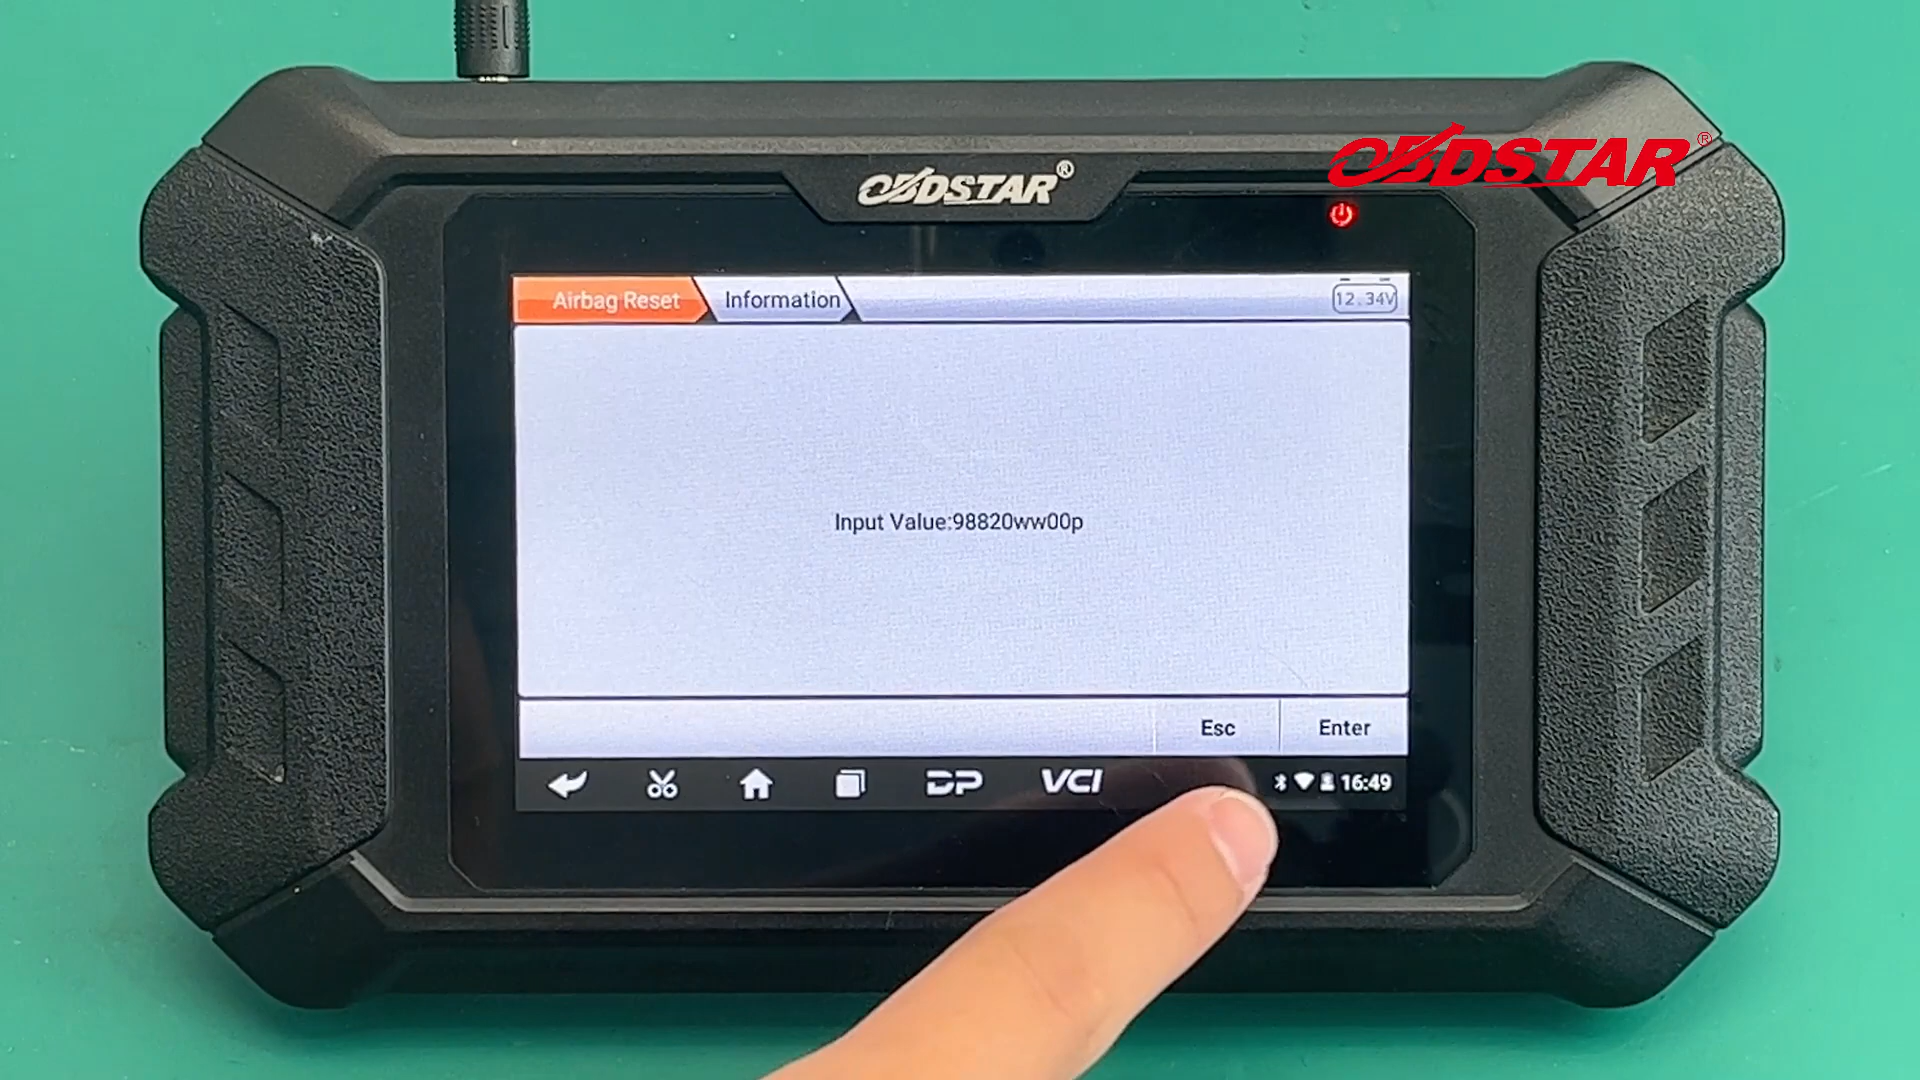 OBDSTAR®
OBDSTAR®
Airbag Reset
Information
12.34V
Input Value:98820ww00p
Esc
Enter
DP
VCI
16:49